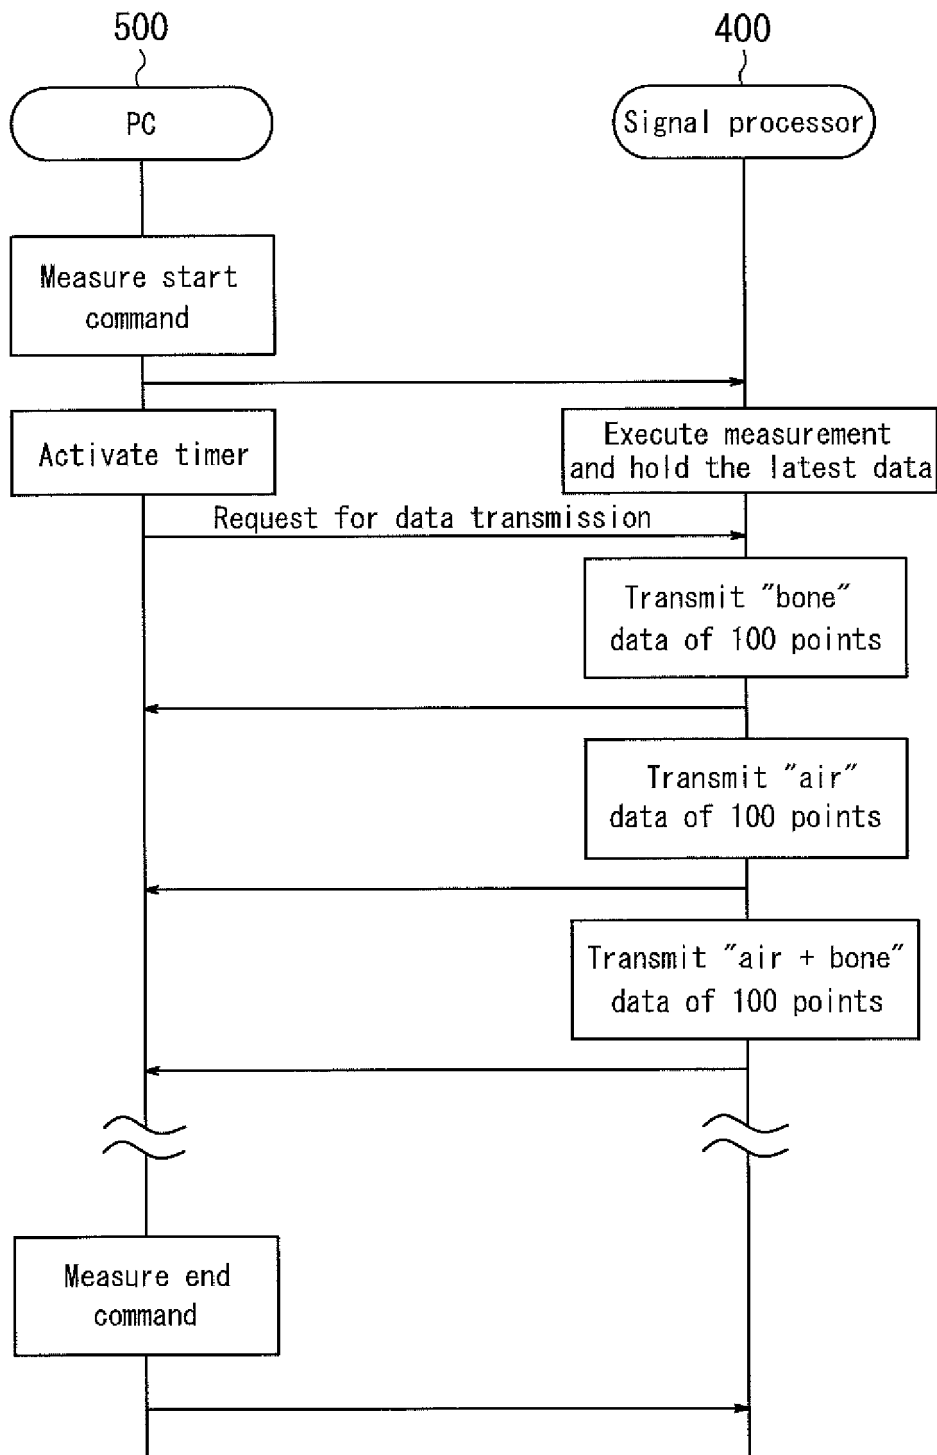 500
400
PC
Signal processor
Measure start
command
Activate timer
Execute measurement
and hold the latest data
Request for data transmission
Transmit "bone"
data of 100 points
Transmit "air"
data of 100 points
Transmit "air + bone"
data of 100 points
Measure end
command